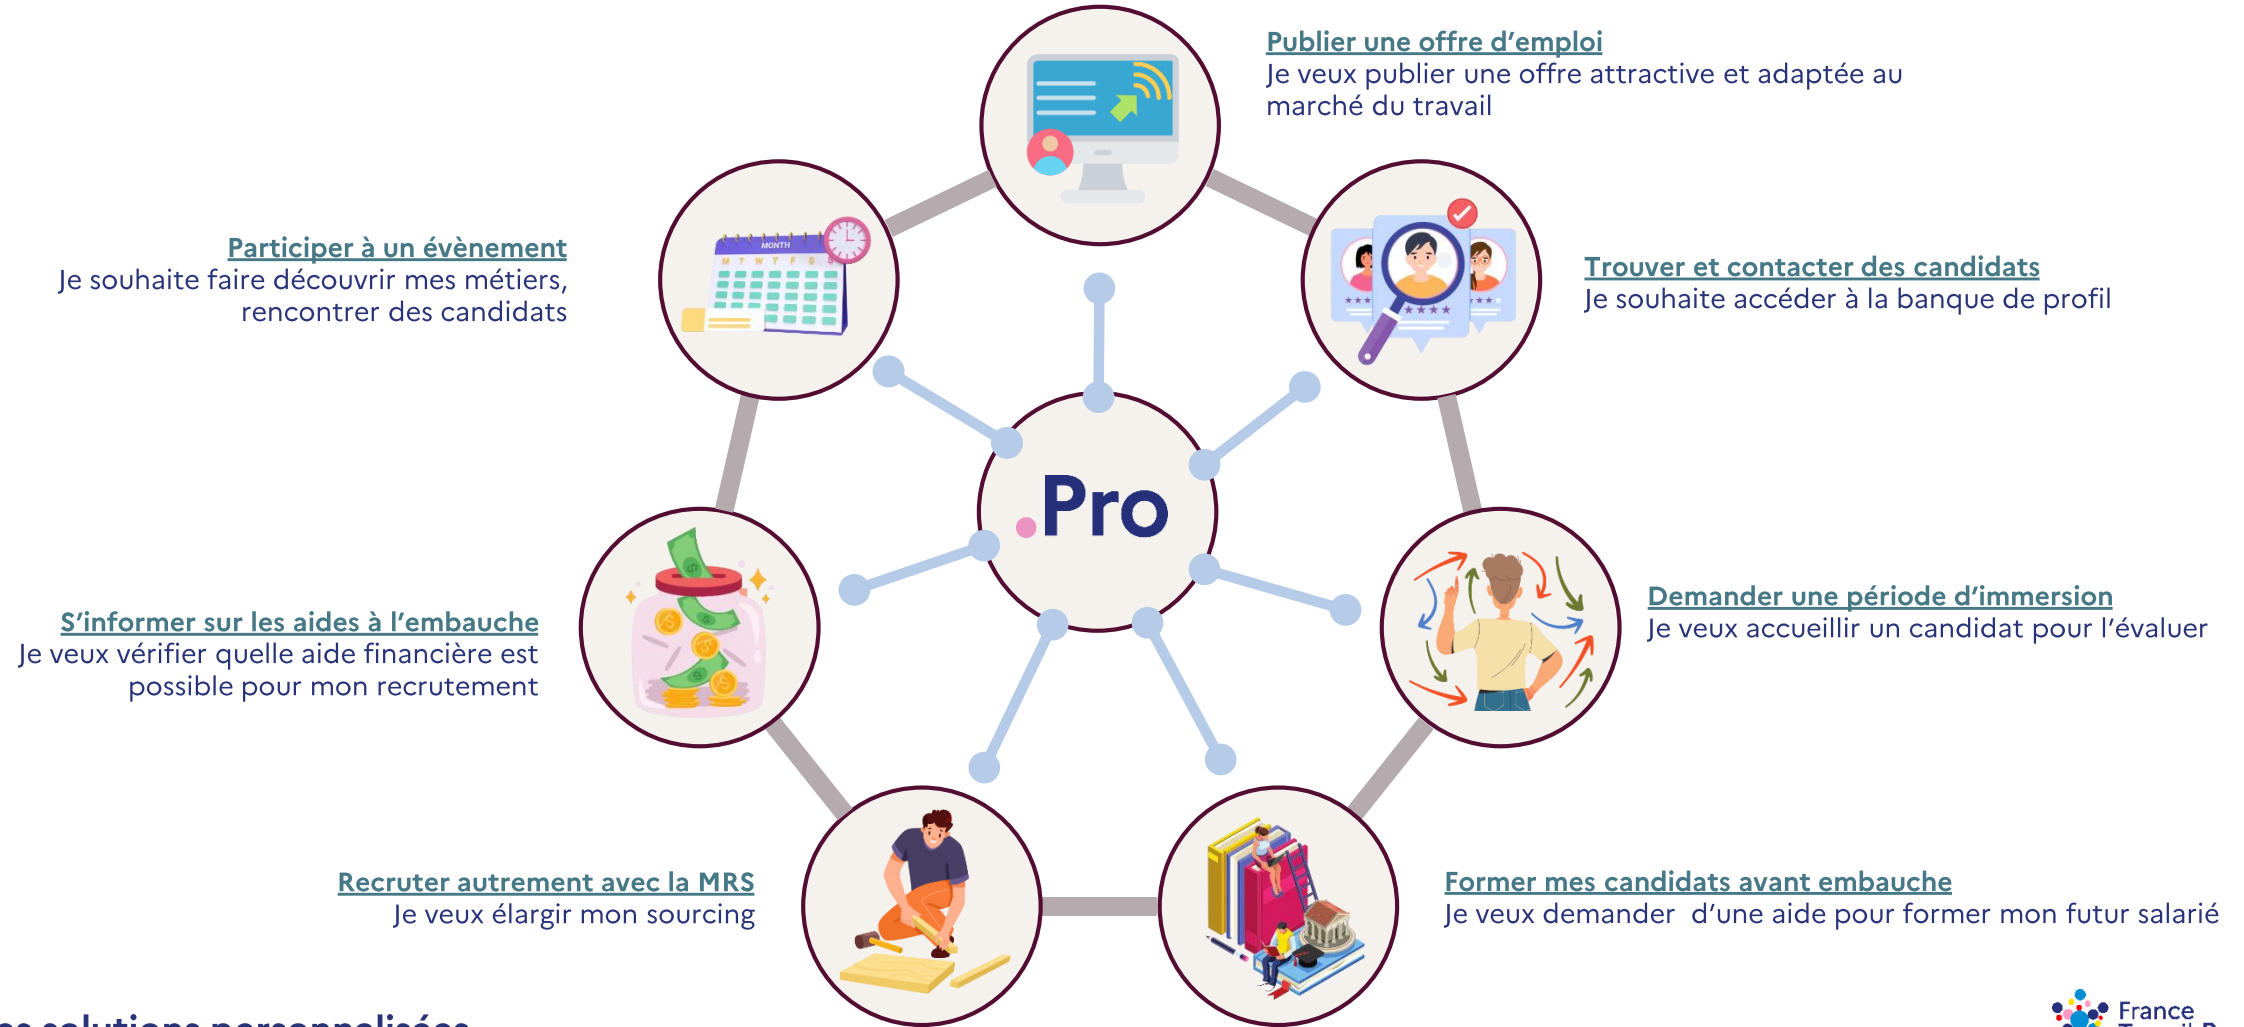 Publier une offre d’emploi
Je veux publier une offre attractive et adaptée au
marché du travail
Participer à un évènement
Je souhaite faire découvrir mes métiers,
rencontrer des candidats
MONTH
M T W T F S S
Trouver et contacter des candidats
Je souhaite accéder à la banque de profil
.Pro
S’informer sur les aides à l’embauche
Je veux vérifier quelle aide financière est
possible pour mon recrutement
Demander une période d’immersion
Je veux accueillir un candidat pour l’évaluer
Recruter autrement avec la MRS
Je veux élargir mon sourcing
Former mes candidats avant embauche
Je veux demander  d’une aide pour former mon futur salarié
solutions personnalisées
France
Travail